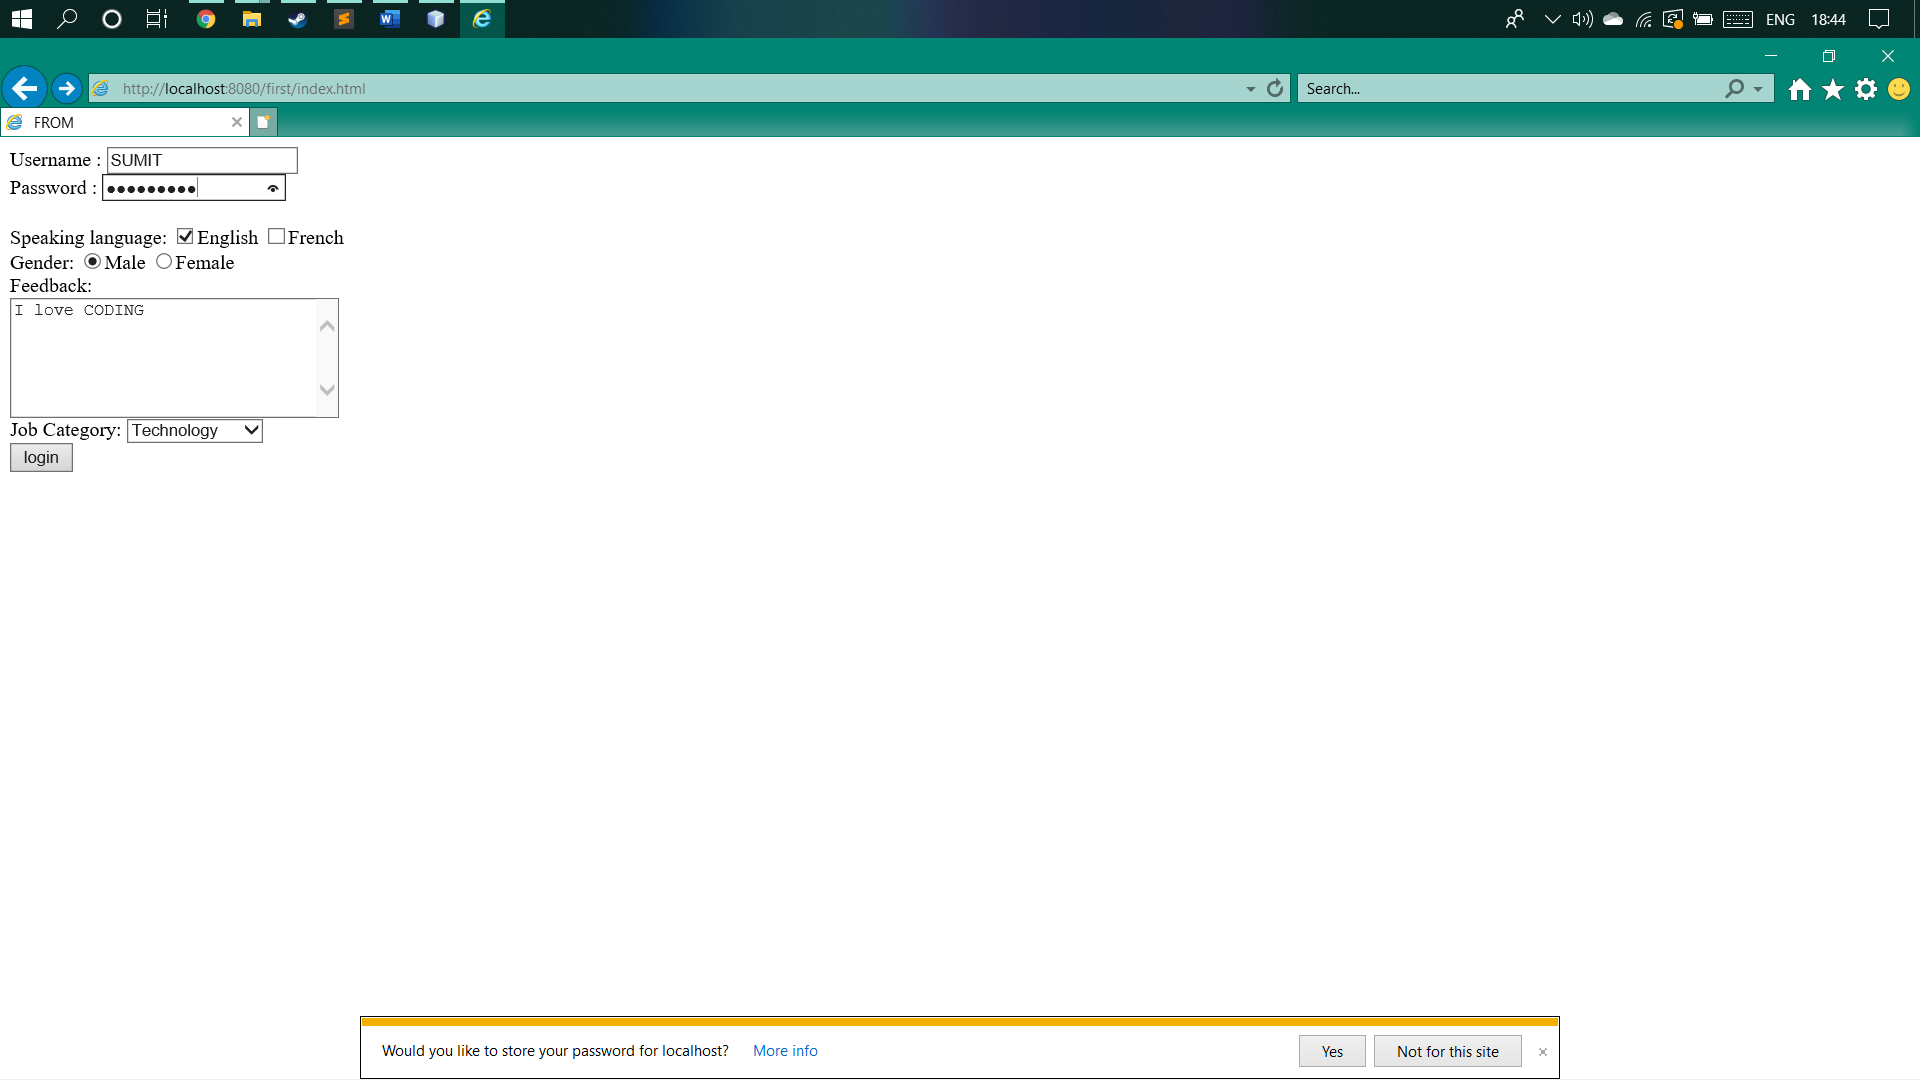 ENG 18:44
http://localhost:8080/first/index.html
Search...
FROM
Username : SUMIT
Password : •••••••••
Speaking language: English French
Gender: Male Female
Feedback:
I love CODING
Job Category: Technology
login
Would you like to store your password for localhost? More info Yes Not for this site